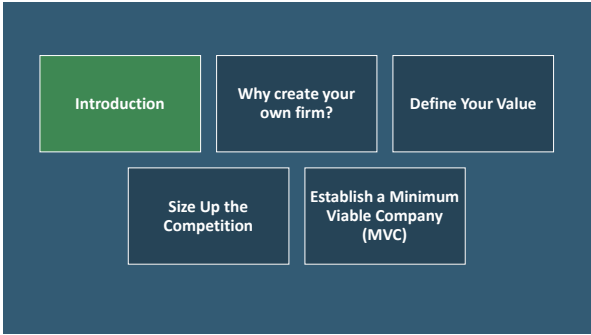 Introduction
Why create your
own firm?
Define Your Value
Size Up the
Competition
Establish a Minimum
Viable Company
(MVC)